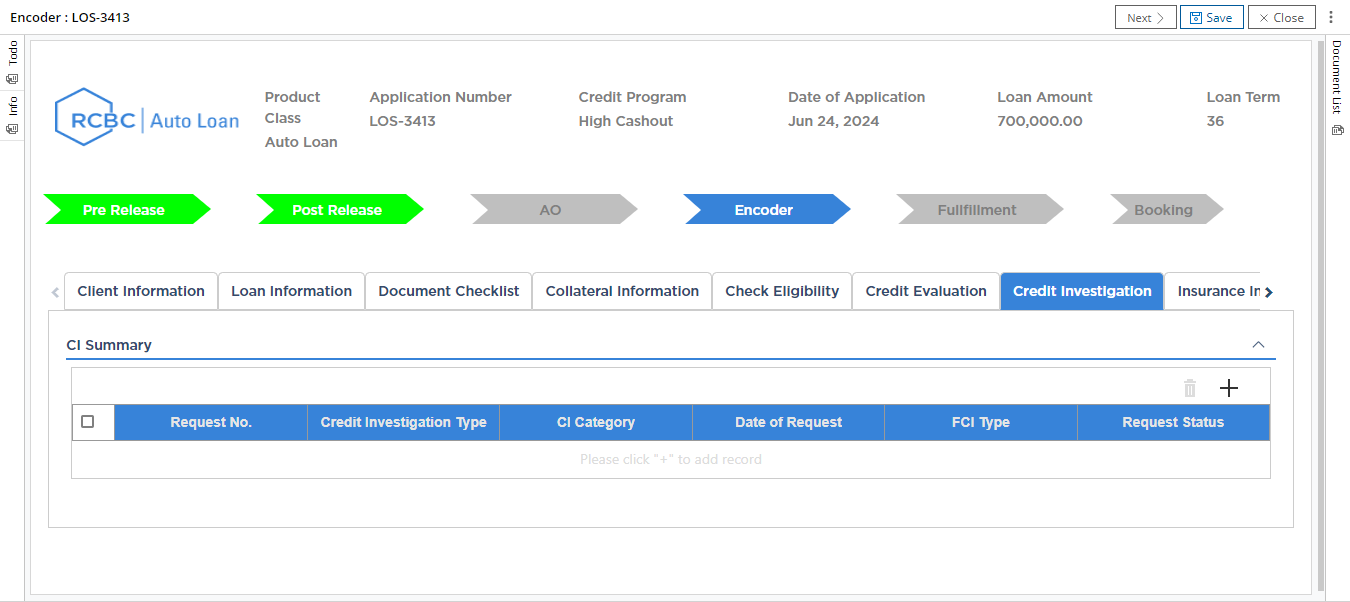 Encoder : LOS-3413
Next
Save
Close
Todo
Info
Document List
RCBC | Auto Loan
Product Class
Auto Loan
Application Number
LOS-3413
Credit Program
High Cashout
Date of Application
Jun 24, 2024
Loan Amount
700,000.00
Loan Term
36
Pre Release
Post Release
AO
Encoder
Fullfillment
Booking
Client Information
Loan Information
Document Checklist
Collateral Information
Check Eligibility
Credit Evaluation
Credit Investigation
Insurance In
CI Summary
Request No.
Credit Investigation Type
CI Category
Date of Request
FCI Type
Request Status
Please click "+" to add record